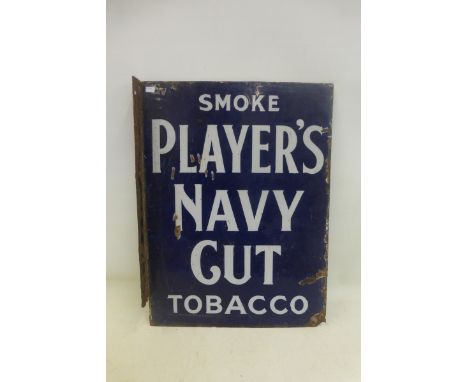 SMOKE
PLAYER'S
NAVY
CUT
TOBACCO